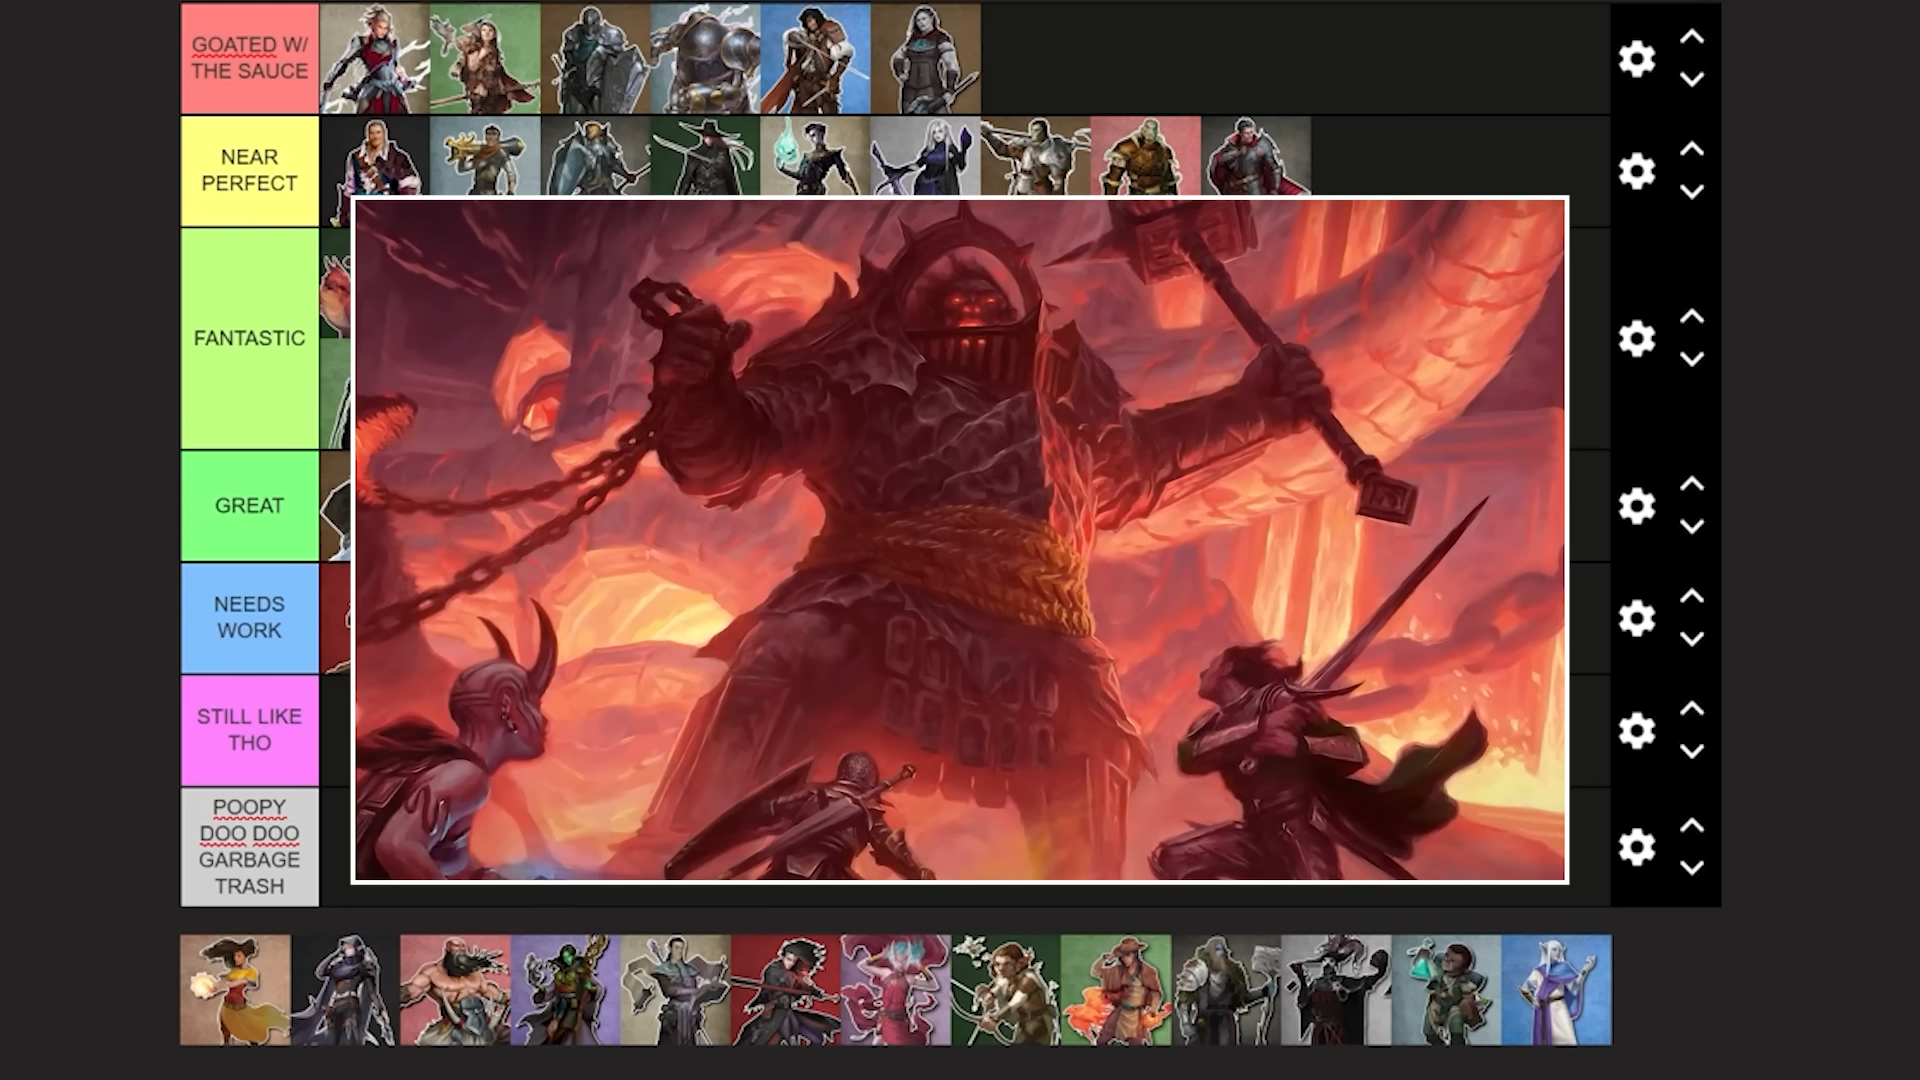 GOATED W/
THE SAUCE
NEAR
PERFECT
FANTASTIC
GREAT
NEEDS
WORK
STILL LIKE
THO
POOPY
DOO DOO
GARBAGE
TRASH